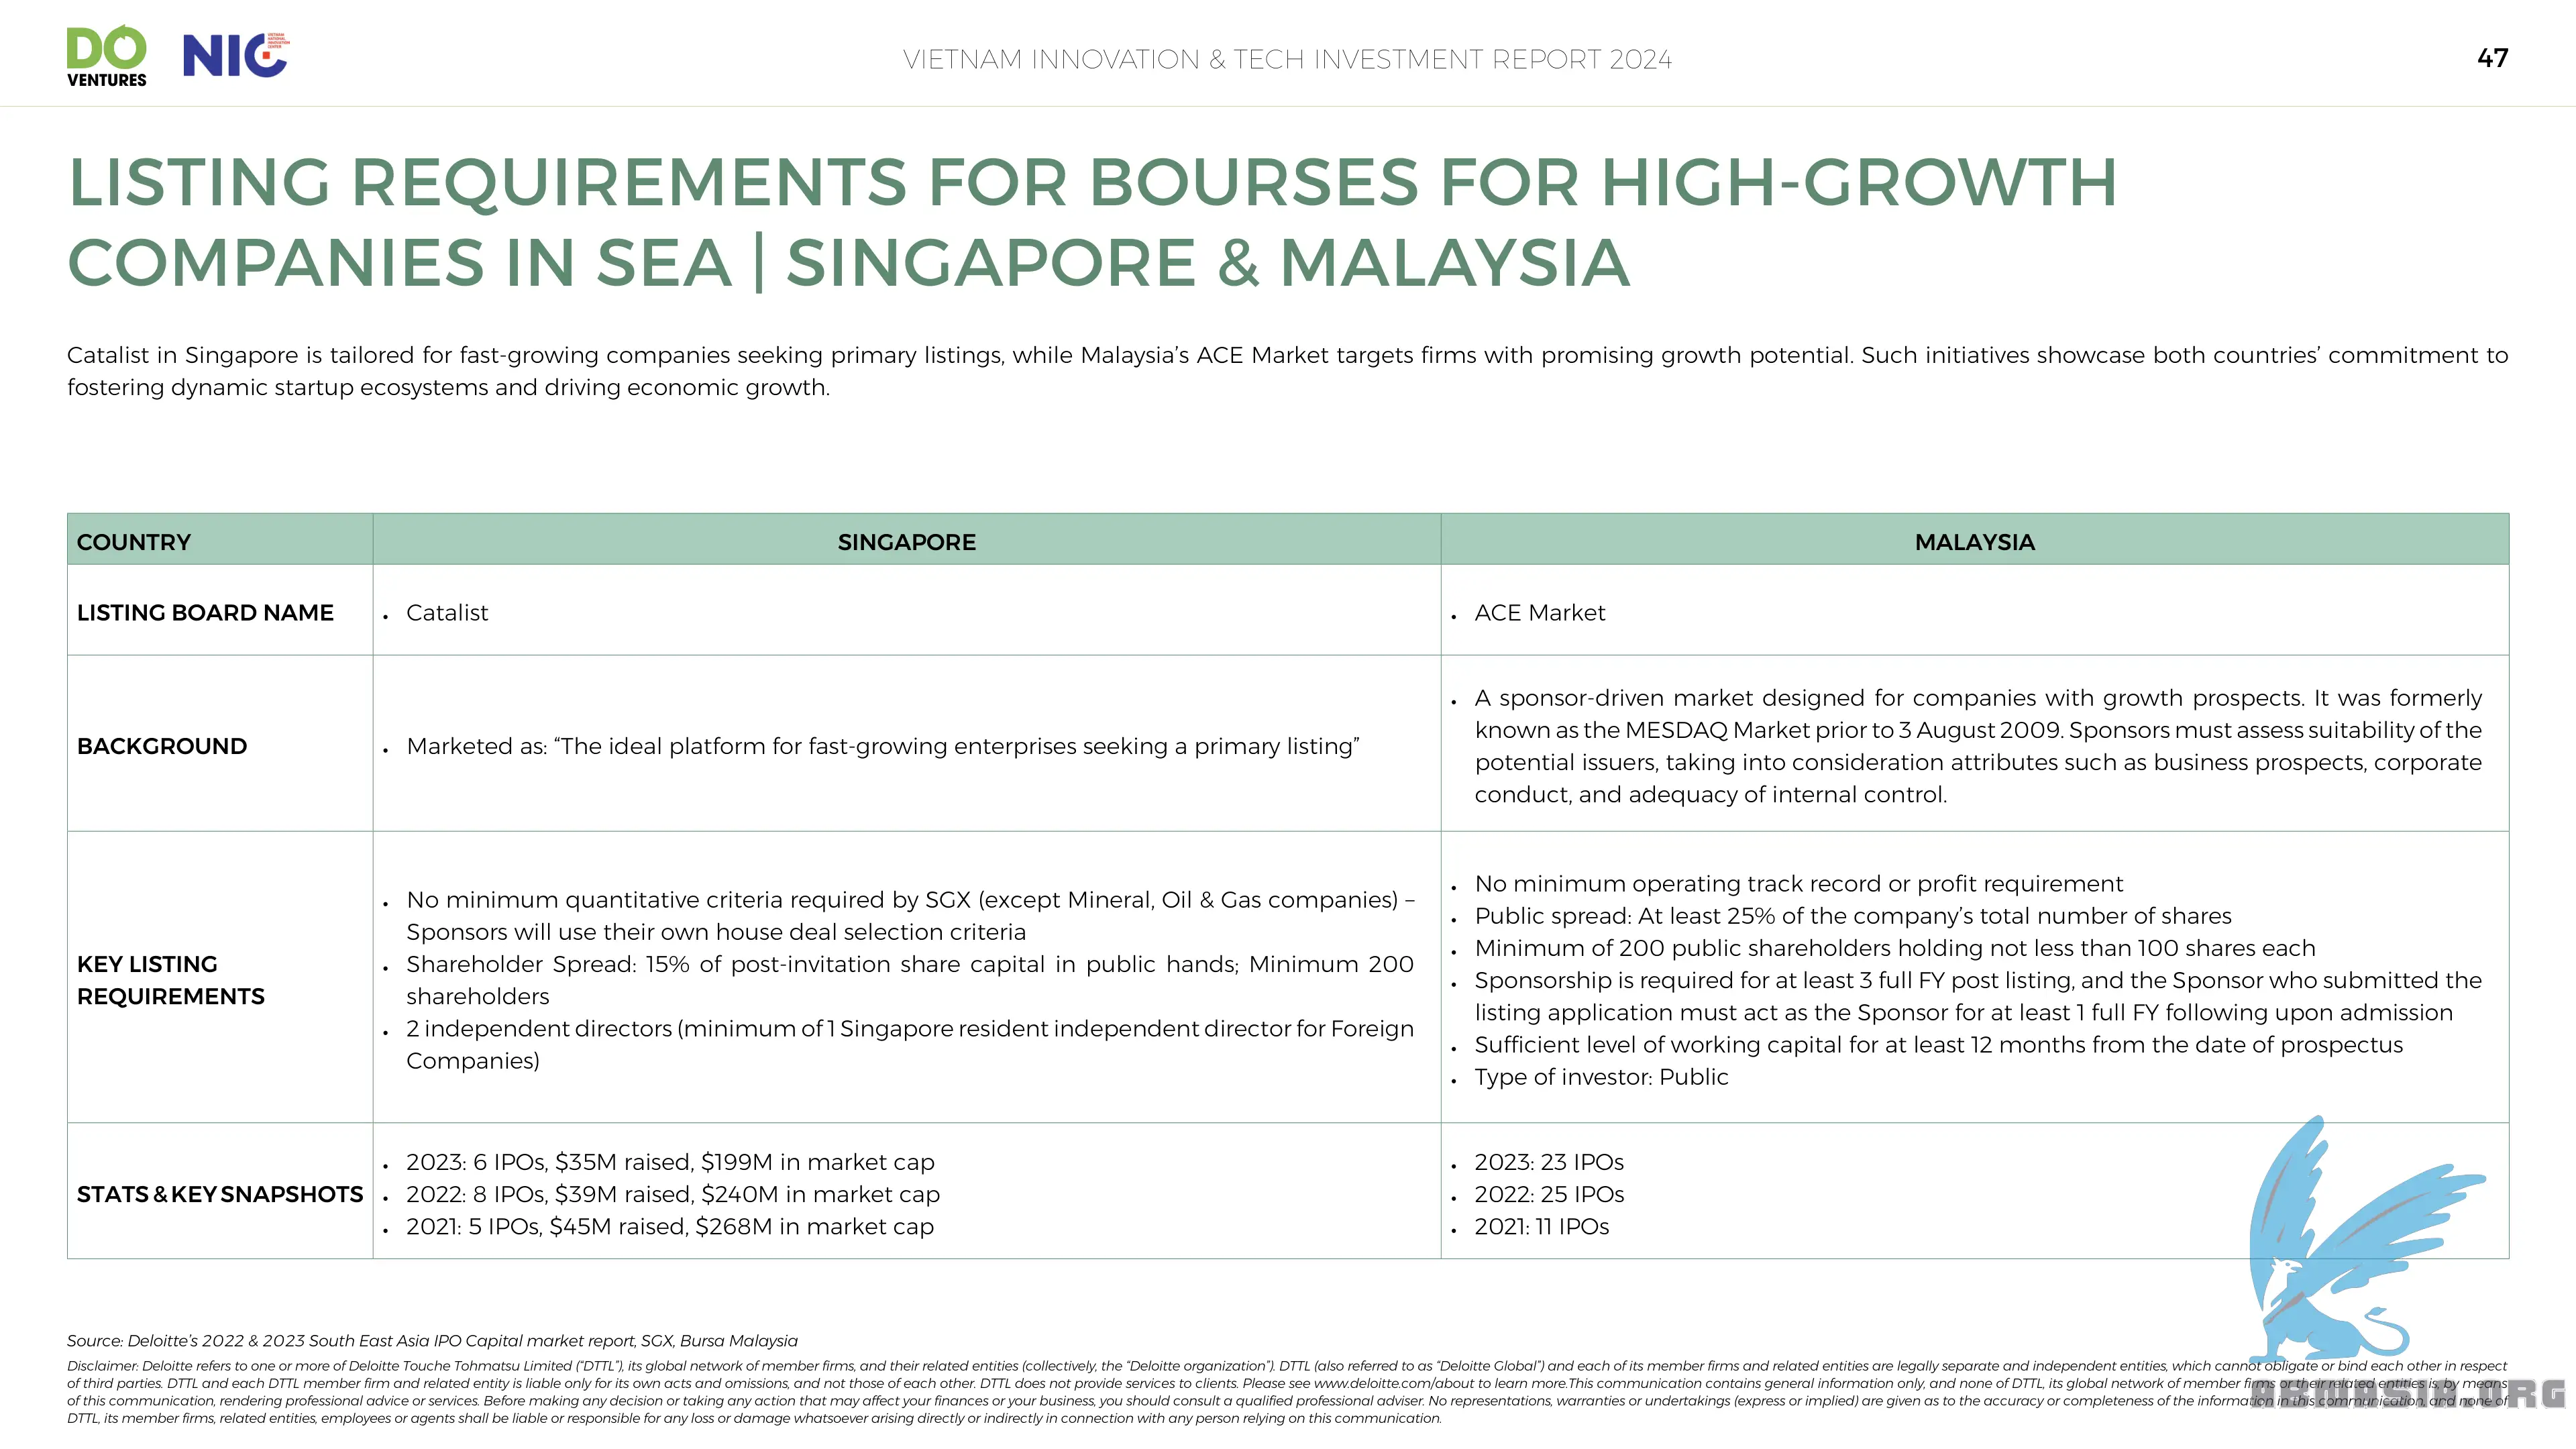 DO
VENTURES
NIC
VIETNAM
NATIONAL
INNOVATION
CENTER
VIETNAM INNOVATION & TECH INVESTMENT REPORT 2024
47
LISTING REQUIREMENTS FOR BOURSES FOR HIGH-GROWTH
COMPANIES IN SEA | SINGAPORE & MALAYSIA
Catalist in Singapore is tailored for fast-growing companies seeking primary listings, while Malaysia’s ACE Market targets firms with promising growth potential. Such initiatives showcase both countries’ commitment to
fostering dynamic startup ecosystems and driving economic growth.
COUNTRY
SINGAPORE
MALAYSIA
LISTING BOARD NAME
• Catalist
• ACE Market
BACKGROUND
• Marketed as: “The ideal platform for fast-growing enterprises seeking a primary listing”
• A sponsor-driven market designed for companies with growth prospects. It was formerly
known as the MESDAQ Market prior to 3 August 2009. Sponsors must assess suitability of the
potential issuers, taking into consideration attributes such as business prospects, corporate
conduct, and adequacy of internal control.
KEY LISTING
REQUIREMENTS
• No minimum quantitative criteria required by SGX (except Mineral, Oil & Gas companies) –
Sponsors will use their own house deal selection criteria
• Shareholder Spread: 15% of post-invitation share capital in public hands; Minimum 200
shareholders
• 2 independent directors (minimum of 1 Singapore resident independent director for Foreign
Companies)
• No minimum operating track record or profit requirement
• Public spread: At least 25% of the company’s total number of shares
• Minimum of 200 public shareholders holding not less than 100 shares each
• Sponsorship is required for at least 3 full FY post listing, and the Sponsor who submitted the
listing application must act as the Sponsor for at least 1 full FY following upon admission
• Sufficient level of working capital for at least 12 months from the date of prospectus
• Type of investor: Public
STATS & KEY SNAPSHOTS
• 2023: 6 IPOs, $35M raised, $199M in market cap
• 2022: 8 IPOs, $39M raised, $240M in market cap
• 2021: 5 IPOs, $45M raised, $268M in market cap
• 2023: 23 IPOs
• 2022: 25 IPOs
• 2021: 11 IPOs
Source: Deloitte’s 2022 & 2023 South East Asia IPO Capital market report, SGX, Bursa Malaysia
Disclaimer: Deloitte refers to one or more of Deloitte Touche Tohmatsu Limited (“DTTL”), its global network of member firms, and their related entities (collectively, the “Deloitte organization”). DTTL (also referred to as “Deloitte Global”) and each of its member firms and related entities are legally separate and independent entities, which cannot obligate or bind each other in respect
of third parties. DTTL and each DTTL member firm and related entity is liable only for its own acts and omissions, and not those of each other. DTTL does not provide services to clients. Please see www.deloitte.com/about to learn more.This communication contains general information only, and none of DTTL, its global network of member firms or their related entities is, by means
of this communication, rendering professional advice or services. Before making any decision or taking any action that may affect your finances or your business, you should consult a qualified professional adviser. No representations, warranties or undertakings (express or implied) are given as to the accuracy or completeness of the information in this communication, and none of
DTTL, its member firms, related entities, employees or agents shall be liable or responsible for any loss or damage whatsoever arising directly or indirectly in connection with any person relying on this communication.
ABMASIR.ORG